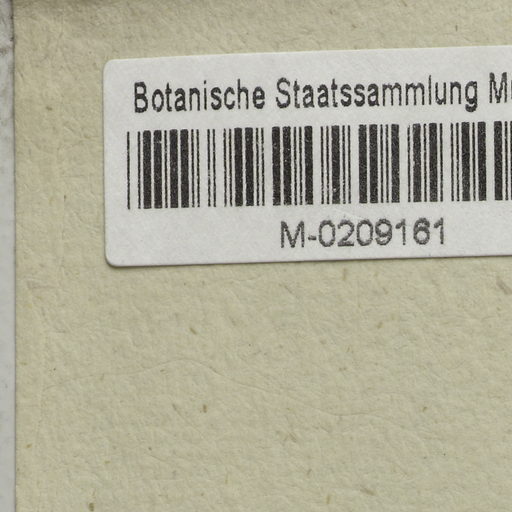 Botanische Staatssammlung
M-0209161